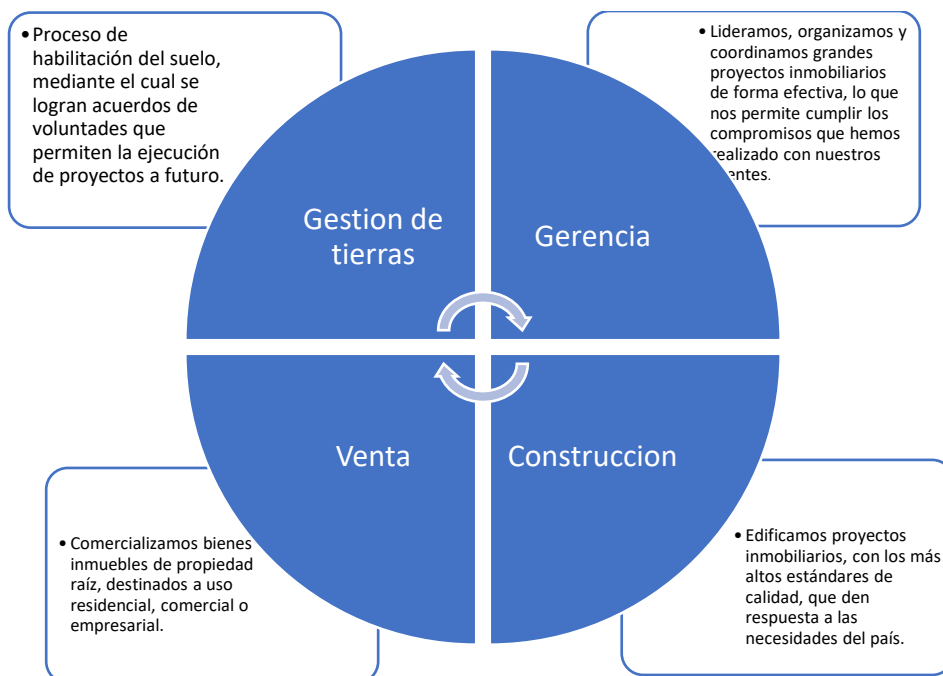 • Proceso de
habilitación del suelo,
mediante el cual se
logran acuerdos de
voluntades que
permiten la ejecución
de proyectos a futuro.
• Lideramos, organizamos y
coordinamos grandes
proyectos inmobiliarios
de forma efectiva, lo que
nos permite cumplir los
compromisos que hemos
realizado con nuestros
Gestion de
tierras
Gerencia
Venta
Construccion
• Comercializamos bienes
inmuebles de propiedad
raíz, destinados a uso
residencial, comercial o
empresarial.
• Edificamos proyectos
inmobiliarios, con los más
altos estándares de
calidad, que den
respuesta a las
necesidades del país.